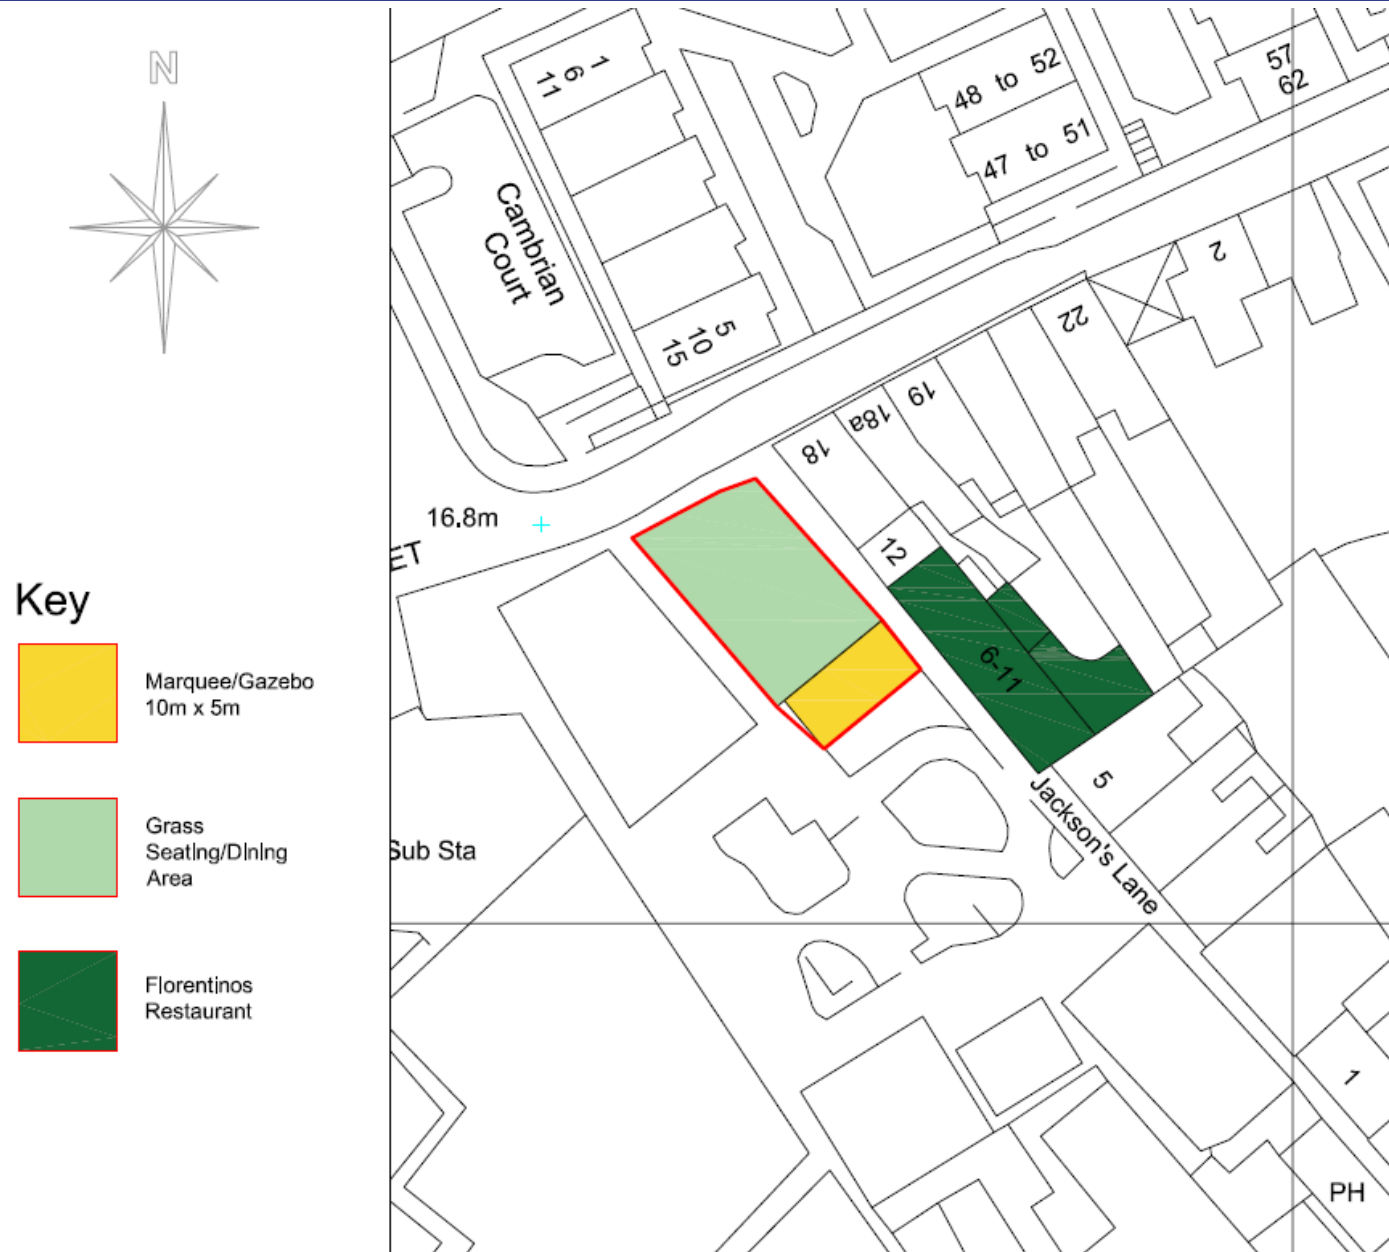 N
Key
Marquee/Gazebo
10m x 5m
Grass
Seating/Dining
Area
Florentinos
Restaurant
1
6
11
Cambrian
Court
5
10
15
48 to 52
47 to 51
57
62
2
22
19
18a
18
12
6-11
5
16.8m
ET
Sub Sta
Jackson's Lane
1
PH